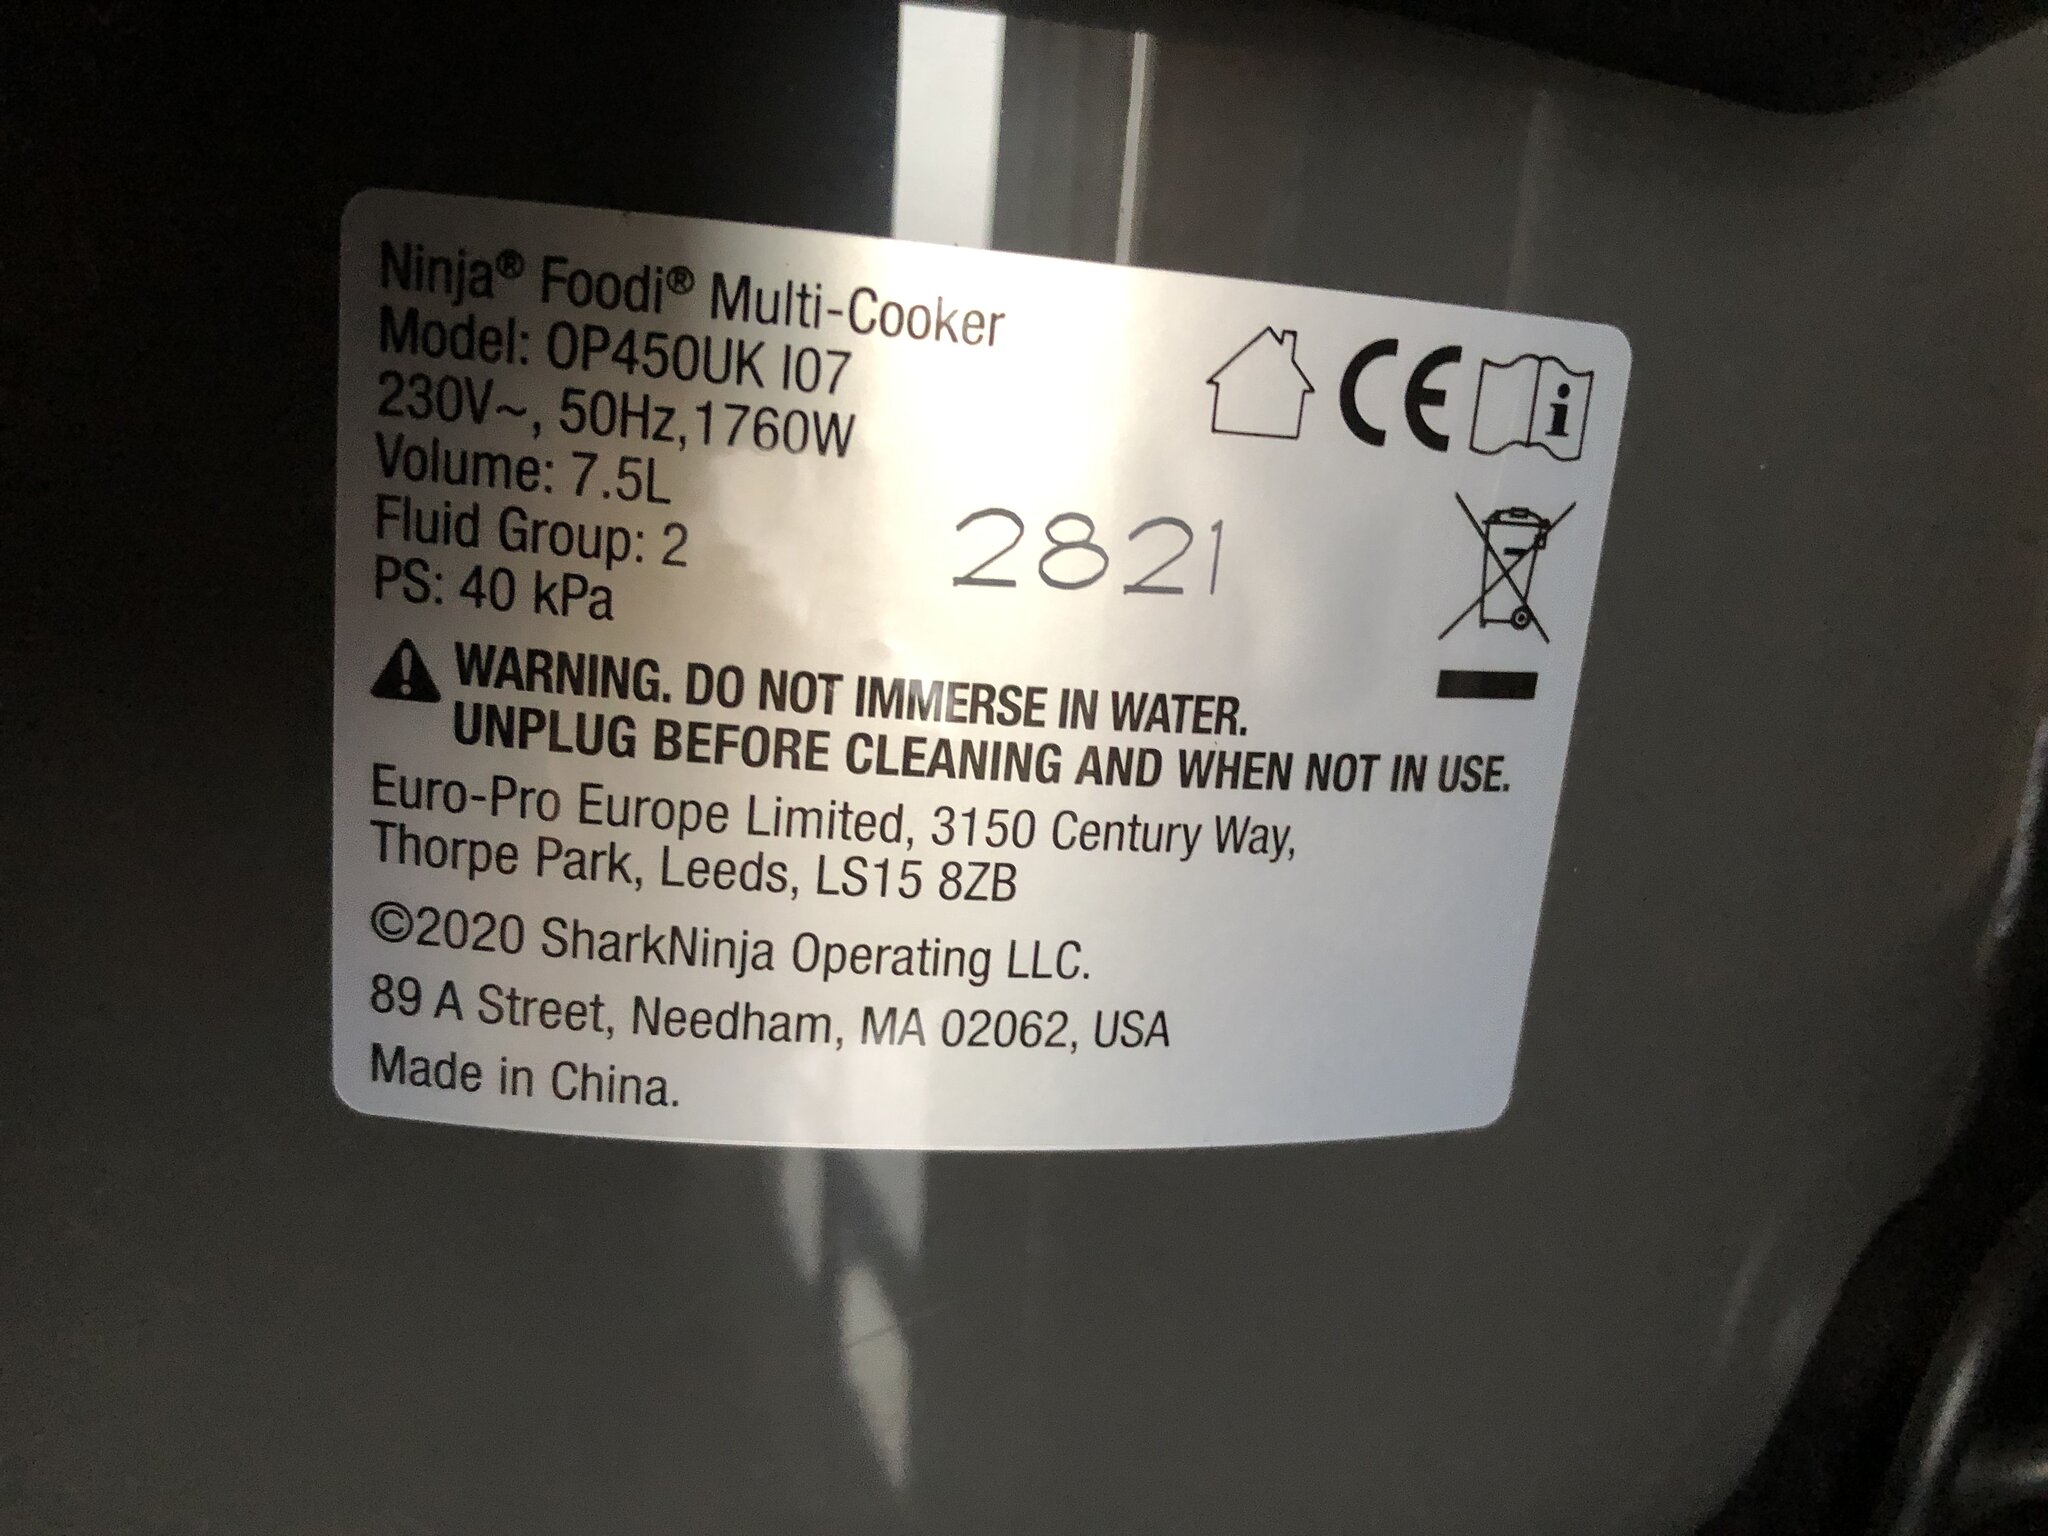 Ninja® Foodi® Multi-Cooker
Model: OP450UK I07
230V~, 50Hz,1760W
Volume: 7.5L
Fluid Group: 2
PS: 40 kPa
CE
i
2821
WARNING. DO NOT IMMERSE IN WATER.
UNPLUG BEFORE CLEANING AND WHEN NOT IN USE.
Euro-Pro Europe Limited, 3150 Century Way,
Thorpe Park, Leeds, LS15 8ZB
©2020 SharkNinja Operating LLC.
89 A Street, Needham, MA 02062, USA
Made in China.